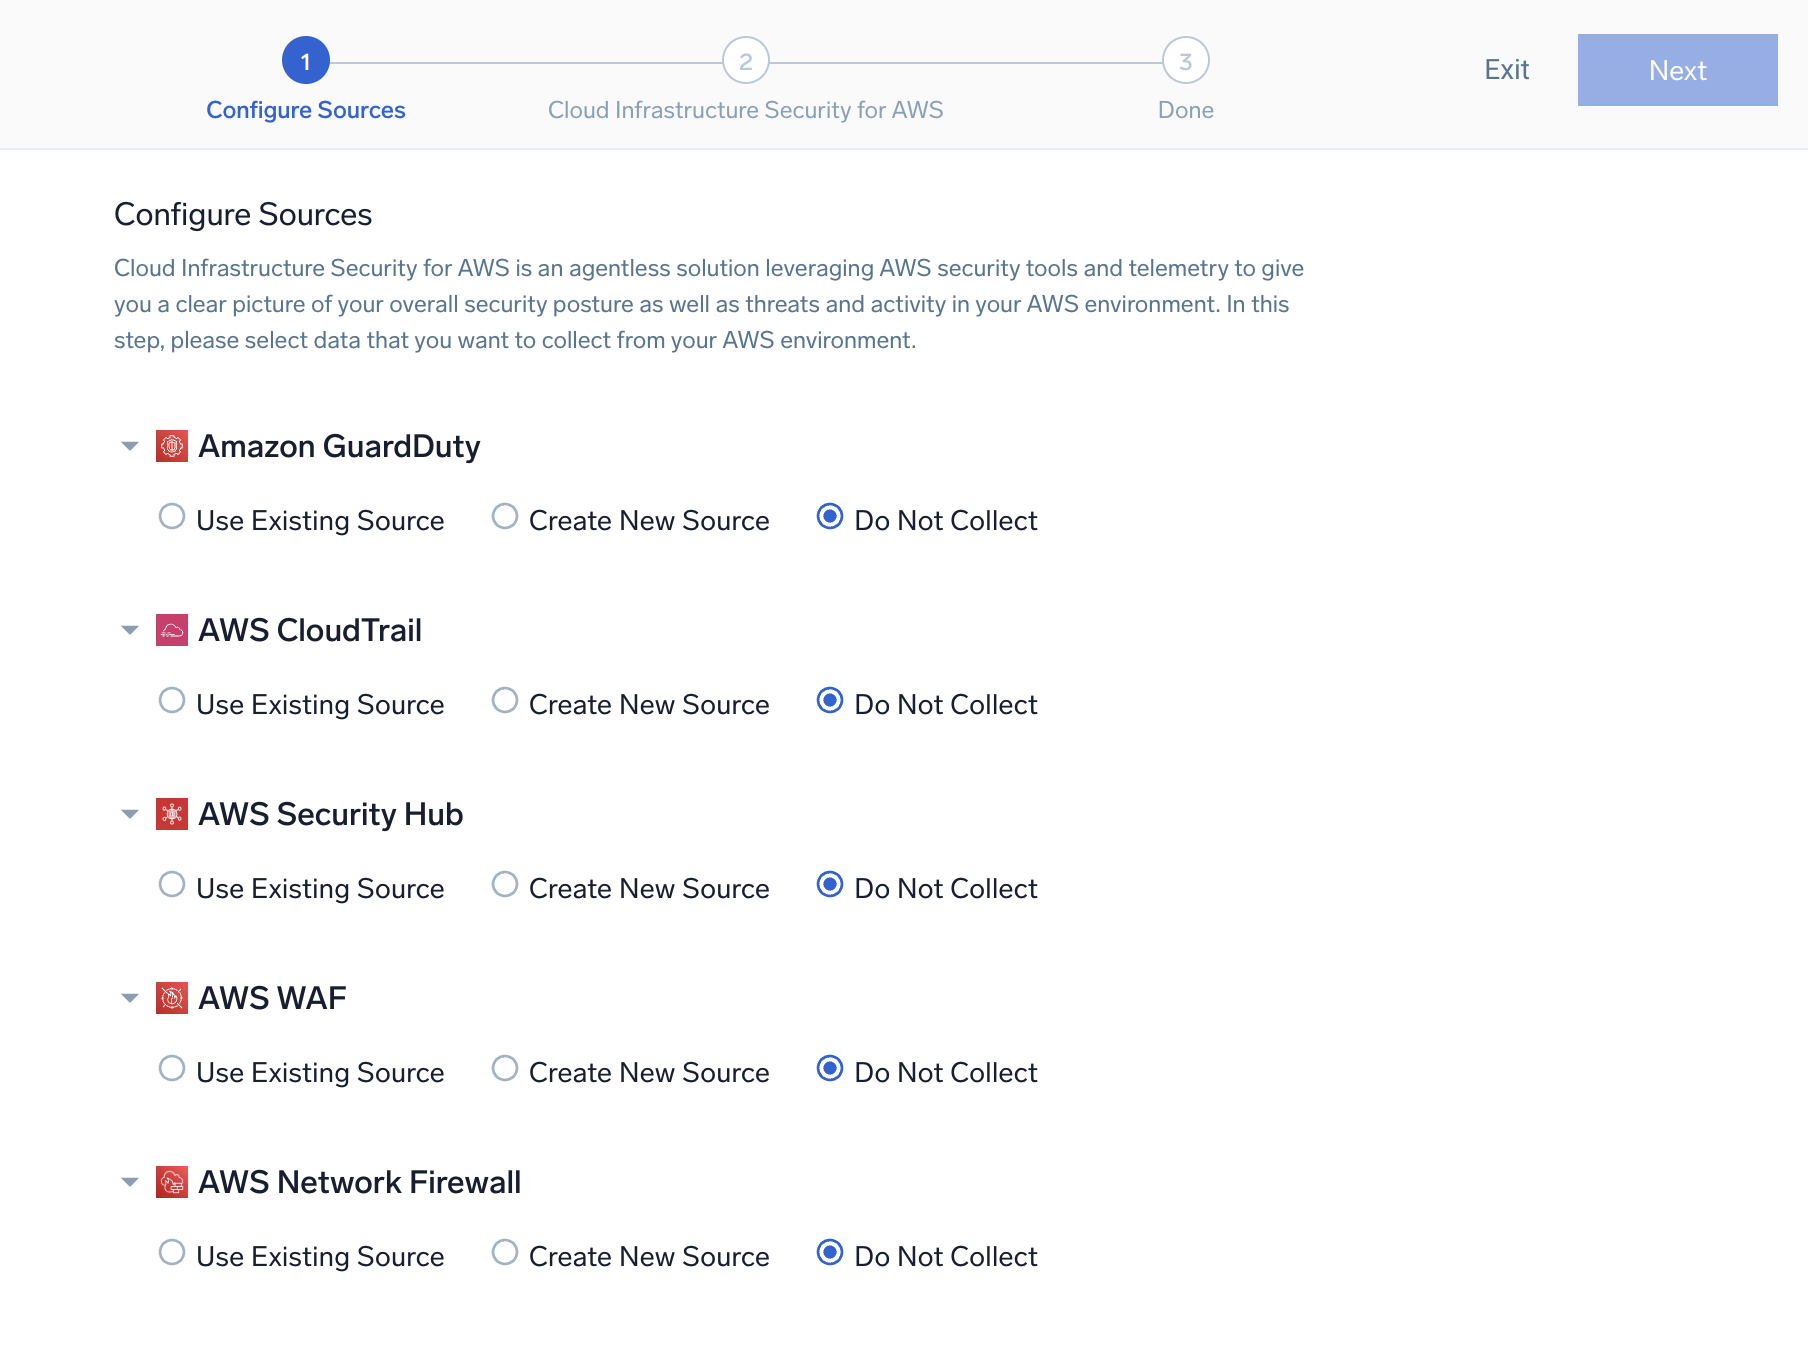 1
2
3
Configure Sources
Cloud Infrastructure Security for AWS
Done
Exit
Next
Configure Sources
Cloud Infrastructure Security for AWS is an agentless solution leveraging AWS security tools and telemetry to give
you a clear picture of your overall security posture as well as threats and activity in your AWS environment. In this
step, please select data that you want to collect from your AWS environment.
Amazon GuardDuty
Use Existing Source
Create New Source
Do Not Collect
AWS CloudTrail
Use Existing Source
Create New Source
Do Not Collect
AWS Security Hub
Use Existing Source
Create New Source
Do Not Collect
AWS WAF
Use Existing Source
Create New Source
Do Not Collect
AWS Network Firewall
Use Existing Source
Create New Source
Do Not Collect